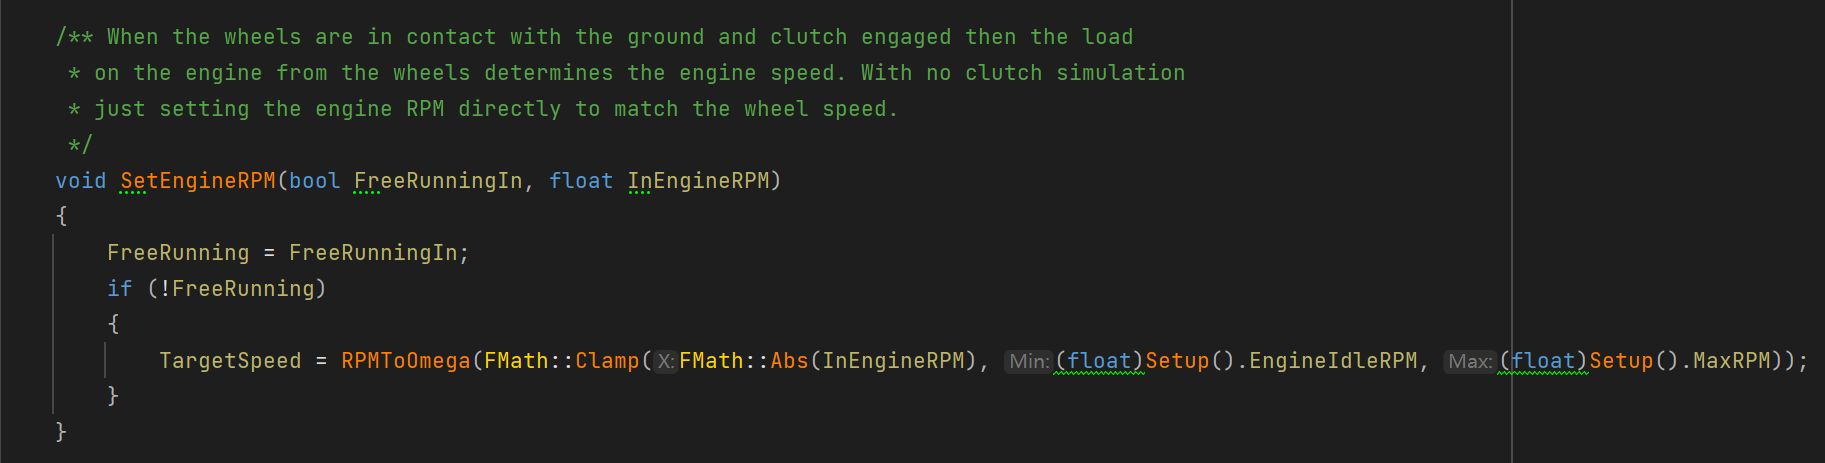 /** When the wheels are in contact with the ground and clutch engaged then the load
* on the engine from the wheels determines the engine speed. With no clutch simulation
* just setting the engine RPM directly to match the wheel speed.
*/
void SetEngineRPM(bool FreeRunningIn, float InEngineRPM)
{
FreeRunning = FreeRunningIn;
if (!FreeRunning)
{
TargetSpeed = RPMToOmega(FMath::Clamp(X:FMath::Abs(InEngineRPM), Min:(float)Setup().EngineIdleRPM, Max:(float)Setup().MaxRPM));
}
}